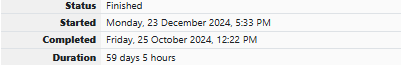 Status Finished
Started Monday, 23 December 2024, 5:33 PM
Completed Friday, 25 October 2024, 12:22 PM
Duration 59 days 5 hours